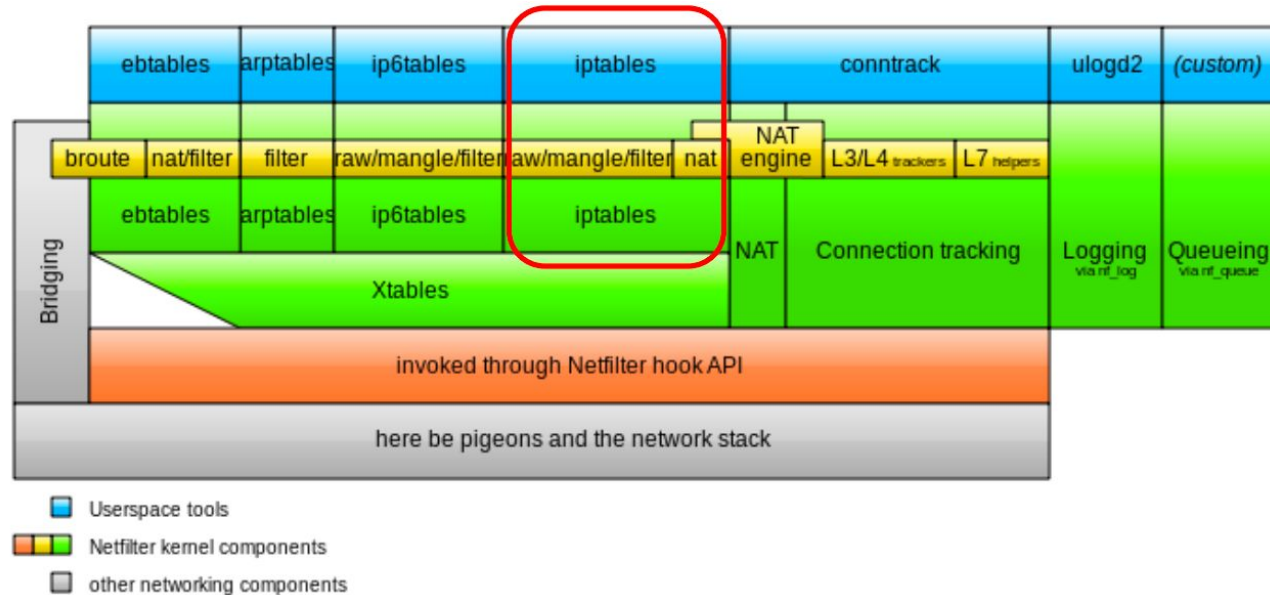 ebtables arptables ip6tables iptables conntrack ulogd2 (custom)
NAT
broute nat/filter filter raw/mangle/filter raw/mangle/filter nat engine L3/L4 trackers L7 helpers
ebtables arptables ip6tables iptables
Bridging
NAT Connection tracking Logging Queueing
via nf_log via nf_queue
Xtables
invoked through Netfilter hook API
here be pigeons and the network stack
Userspace tools
Netfilter kernel components
other networking components